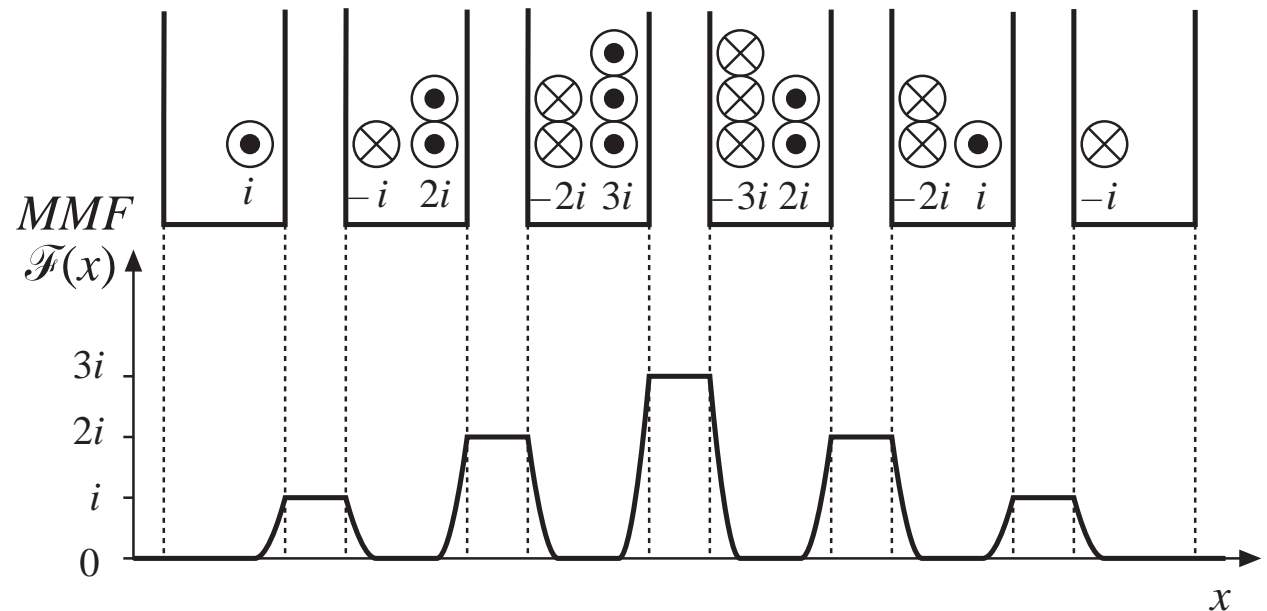 i –i 2i –2i 3i –3i 2i –2i i –i
MMF
ℱ(x)
3i
2i
i
0
x